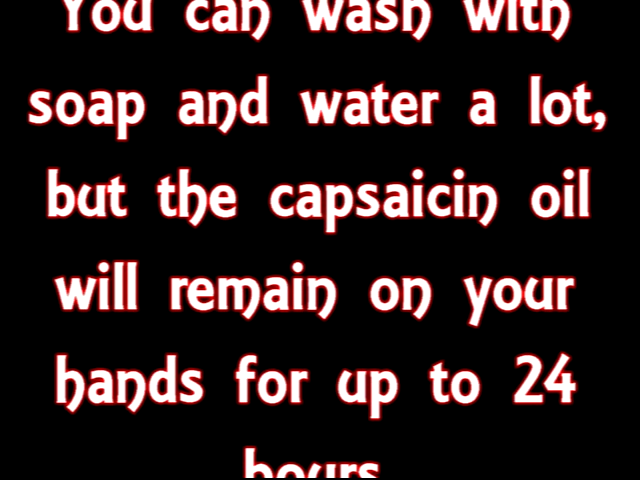 You can wash with
soap and water a lot,
but the capsaicin oil
will remain on your
hands for up to 24
hours